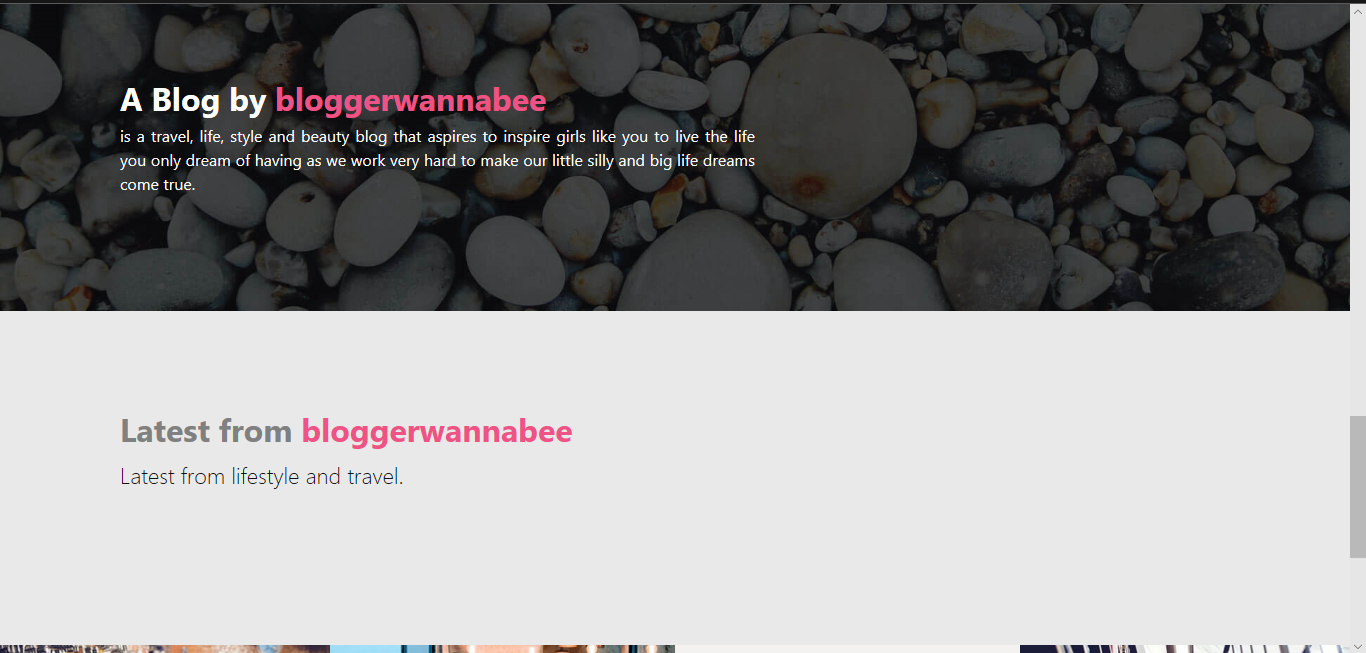 A Blog by bloggerwannabee
is a travel, life, style and beauty blog that aspires to inspire girls like you to live the life
you only dream of having as we work very hard to make our little silly and big life dreams
come true.
Latest from bloggerwannabee
Latest from lifestyle and travel.